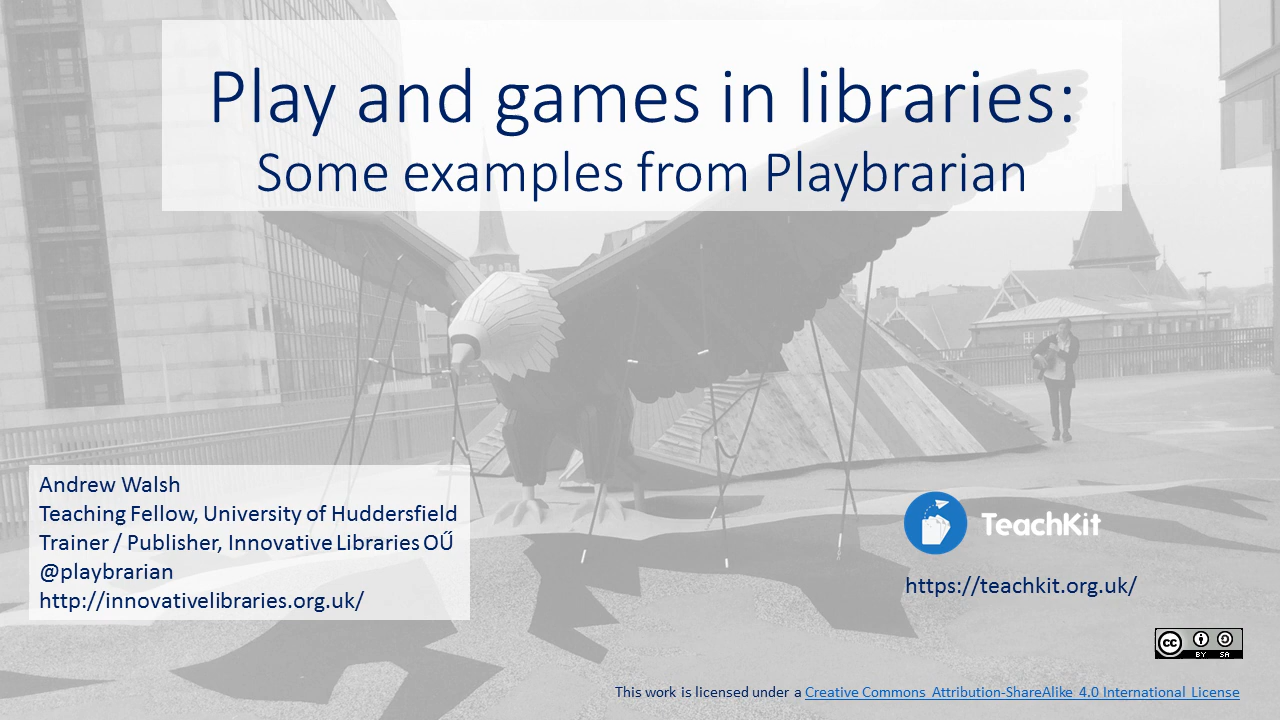 Play and games in libraries:
Some examples from Playbrarian
Andrew Walsh
Teaching Fellow, University of Huddersfield
Trainer / Publisher, Innovative Libraries OŰ
@playbrarian
http://innovativelibraries.org.uk/
TeachKit
https://teachkit.org.uk/
CC
BY SA
This work is licensed under a Creative Commons Attribution-ShareAlike 4.0 International License